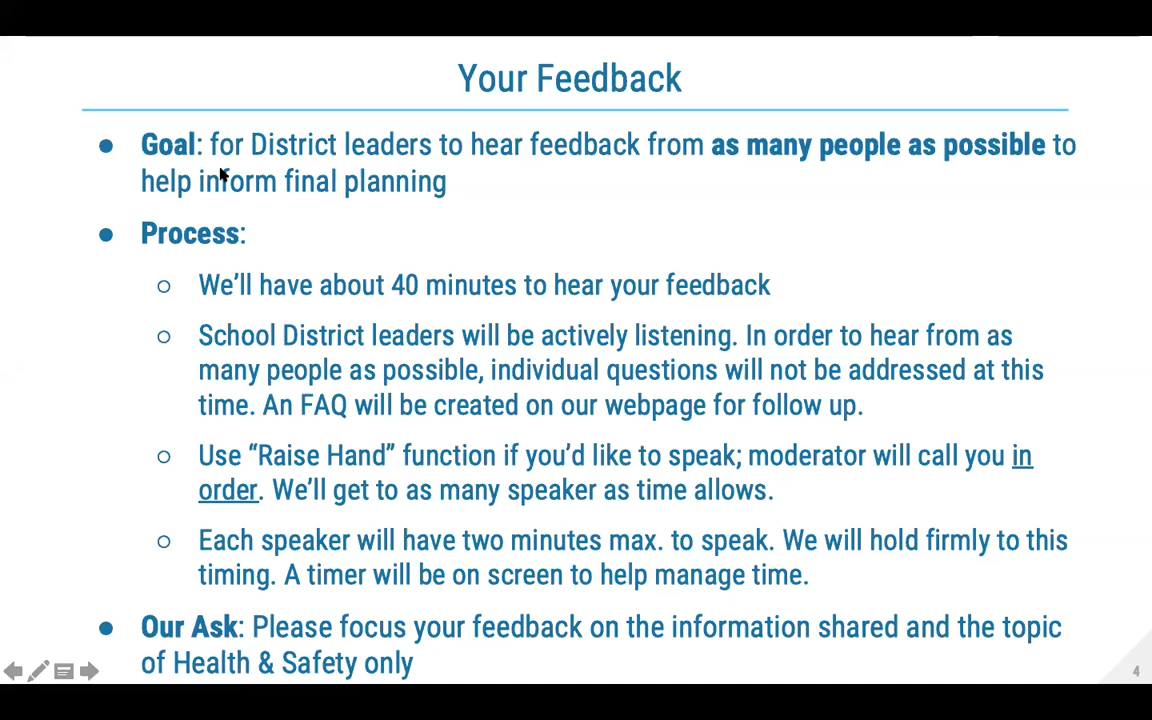 Your Feedback
● Goal: for District leaders to hear feedback from as many people as possible to
help inform final planning
● Process:
○ We'll have about 40 minutes to hear your feedback
○ School District leaders will be actively listening. In order to hear from as
many people as possible, individual questions will not be addressed at this
time. An FAQ will be created on our webpage for follow up.
○ Use “Raise Hand” function if you'd like to speak; moderator will call you in
order. We'll get to as many speaker as time allows.
○ Each speaker will have two minutes max. to speak. We will hold firmly to this
timing. A timer will be on screen to help manage time.
● Our Ask: Please focus your feedback on the information shared and the topic
of Health & Safety only
4